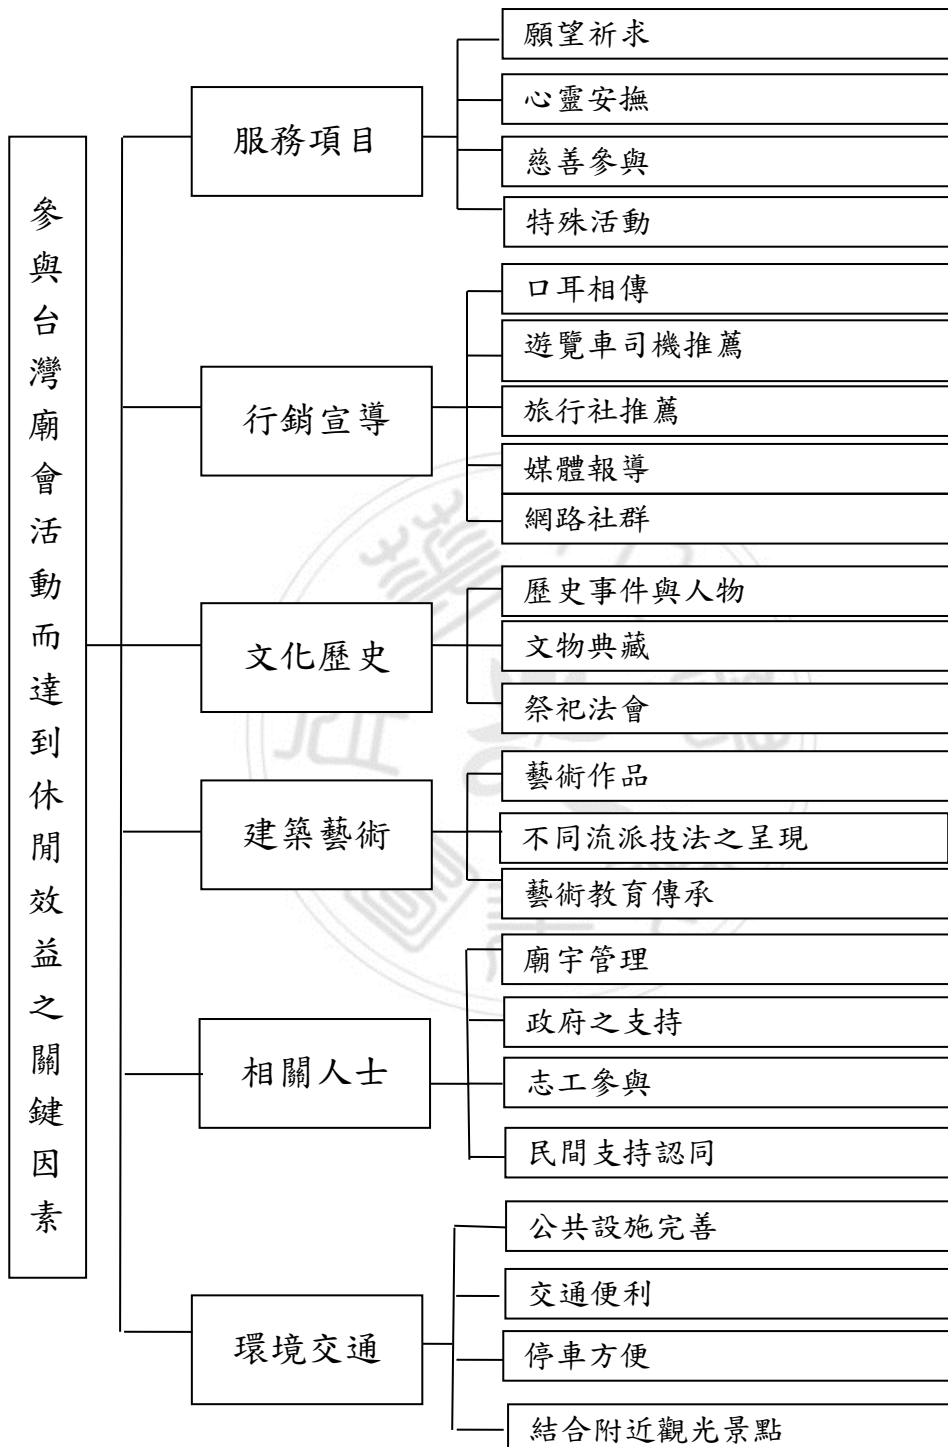 參與台灣廟會活動而達到休閒效益之關鍵因素
服務項目
願望祈求
心靈安撫
慈善參與
特殊活動
行銷宣導
口耳相傳
遊覽車司機推薦
旅行社推薦
媒體報導
網路社群
文化歷史
歷史事件與人物
文物典藏
祭祀法會
建築藝術
藝術作品
不同流派技法之呈現
藝術教育傳承
相關人士
廟宇管理
政府之支持
志工參與
民間支持認同
環境交通
公共設施完善
交通便利
停車方便
結合附近觀光景點